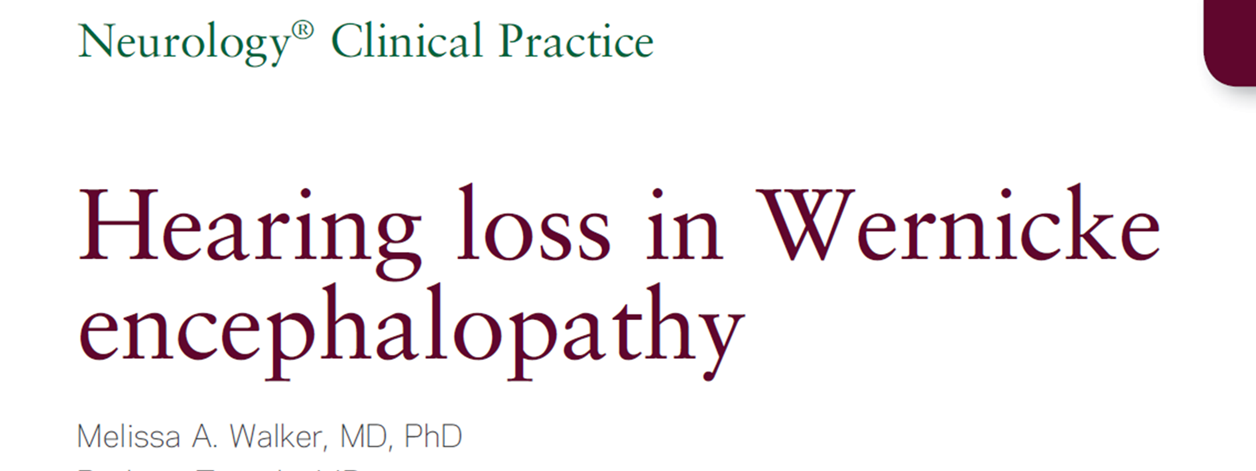 Neurology® Clinical Practice
Hearing loss in Wernicke
encephalopathy
Melissa A. Walker, MD, PhD